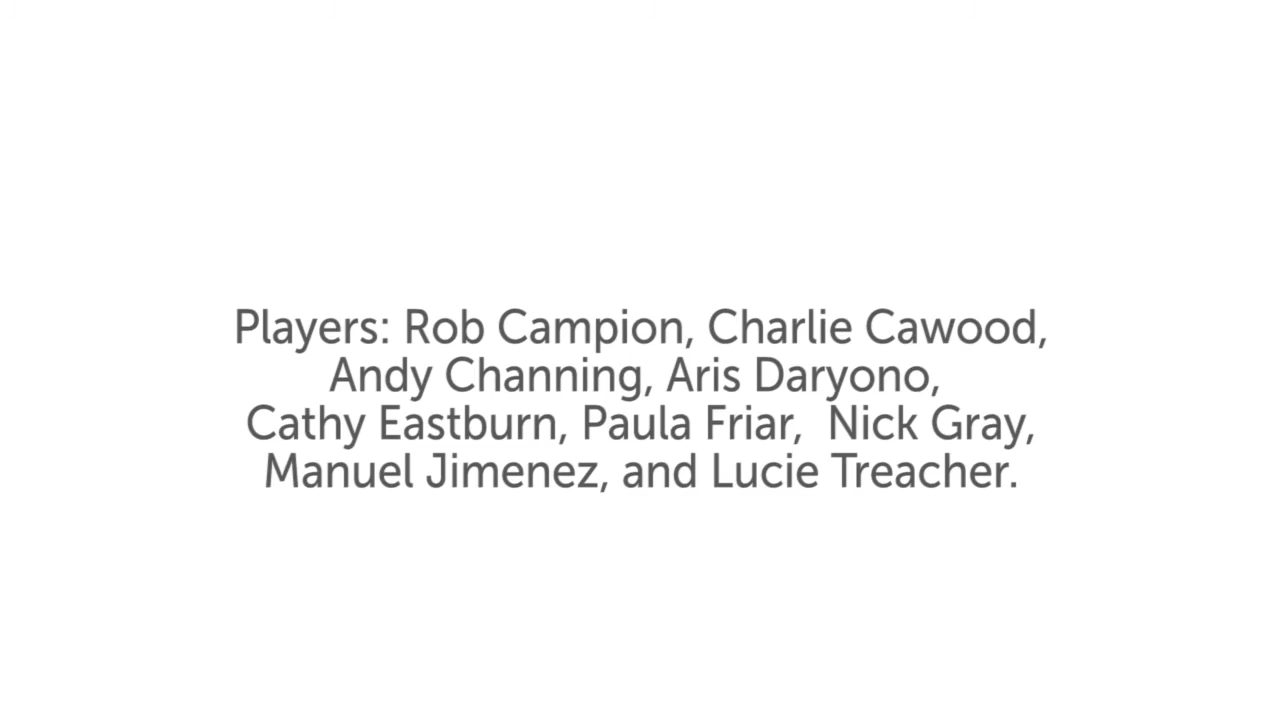 Players: Rob Campion, Charlie Cawood,
Andy Channing, Aris Daryono,
Cathy Eastburn, Paula Friar,  Nick Gray,
Manuel Jimenez, and Lucie Treacher.